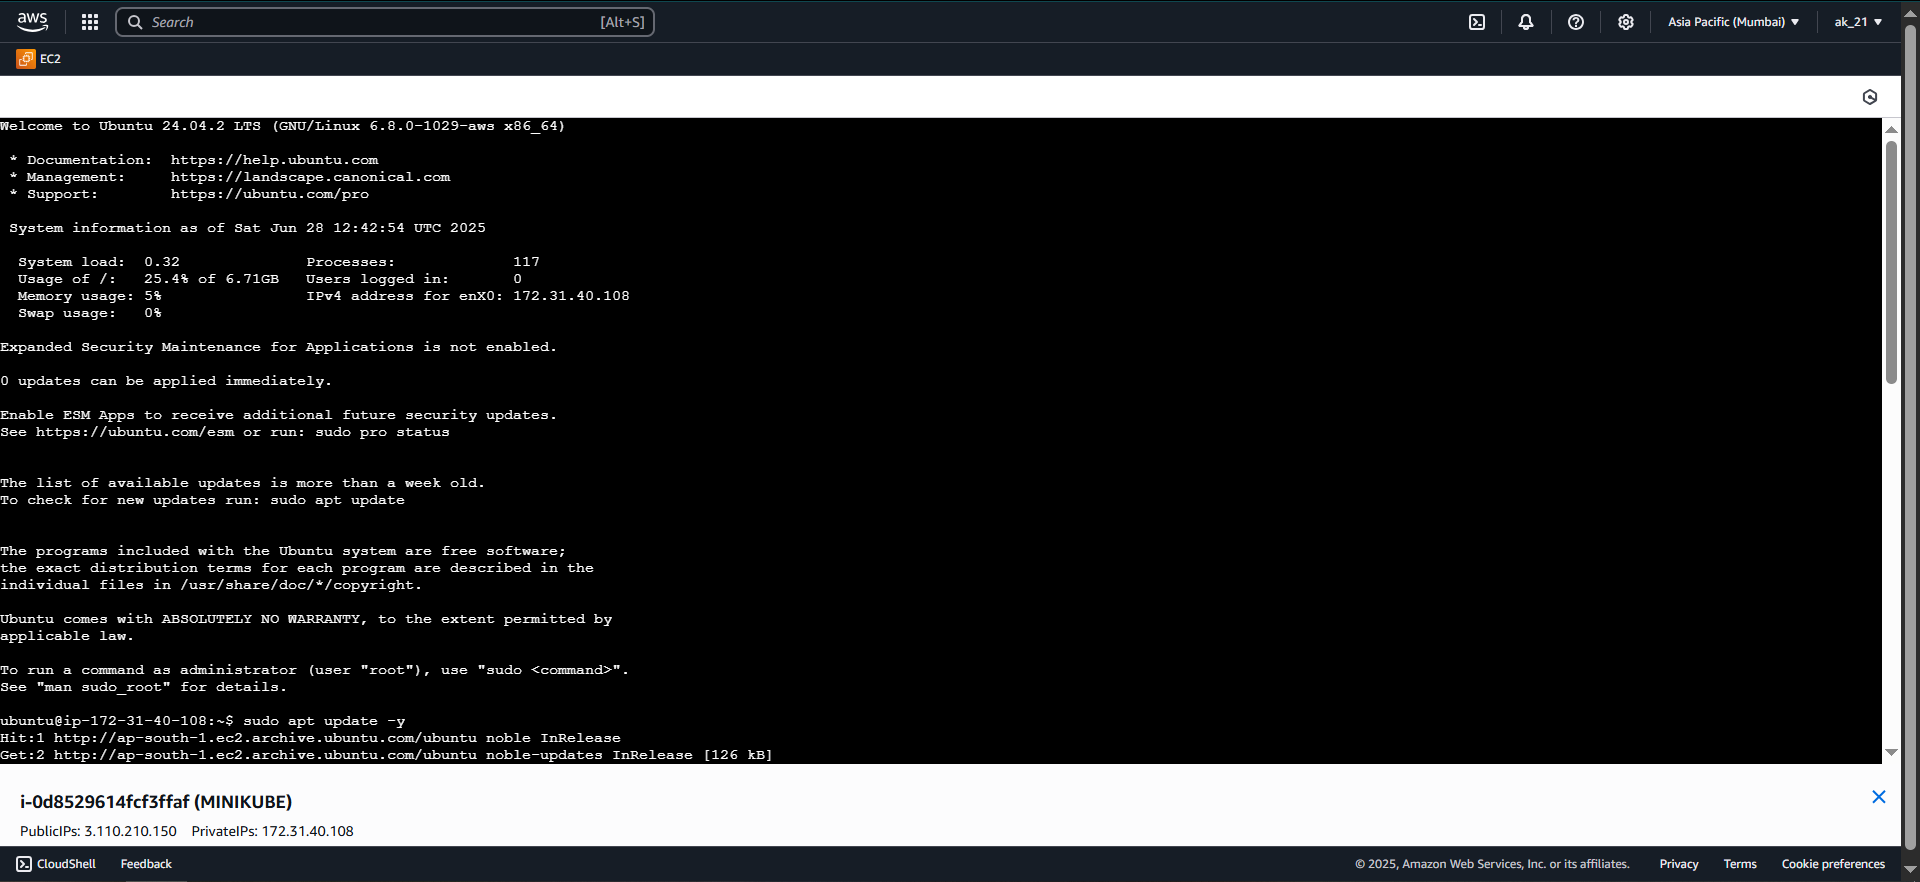 aws Search [Alt+S] Asia Pacific (Mumbai) ak_21
EC2
Welcome to Ubuntu 24.04.2 LTS (GNU/Linux 6.8.0-1029-aws x86_64)
* Documentation: https://help.ubuntu.com
* Management: https://landscape.canonical.com
* Support: https://ubuntu.com/pro
System information as of Sat Jun 28 12:42:54 UTC 2025
System load: 0.32 Processes: 117
Usage of /: 25.4% of 6.71GB Users logged in: 0
Memory usage: 5% IPv4 address for enX0: 172.31.40.108
Swap usage: 0%
Expanded Security Maintenance for Applications is not enabled.
0 updates can be applied immediately.
Enable ESM Apps to receive additional future security updates.
See https://ubuntu.com/esm or run: sudo pro status
The list of available updates is more than a week old.
To check for new updates run: sudo apt update
The programs included with the Ubuntu system are free software;
the exact distribution terms for each program are described in the
individual files in /usr/share/doc/*/copyright.
Ubuntu comes with ABSOLUTELY NO WARRANTY, to the extent permitted by
applicable law.
To run a command as administrator (user "root"), use "sudo <command>".
See "man sudo_root" for details.
ubuntu@ip-172-31-40-108:~$ sudo apt update -y
Hit:1 http://ap-south-1.ec2.archive.ubuntu.com/ubuntu noble InRelease
Get:2 http://ap-south-1.ec2.archive.ubuntu.com/ubuntu noble-updates InRelease [126 kB]
i-0d8529614fcf3ffaf (MINIKUBE)
PublicIPs: 3.110.210.150 PrivateIPs: 172.31.40.108
CloudShell Feedback © 2025, Amazon Web Services, Inc. or its affiliates. Privacy Terms Cookie preferences